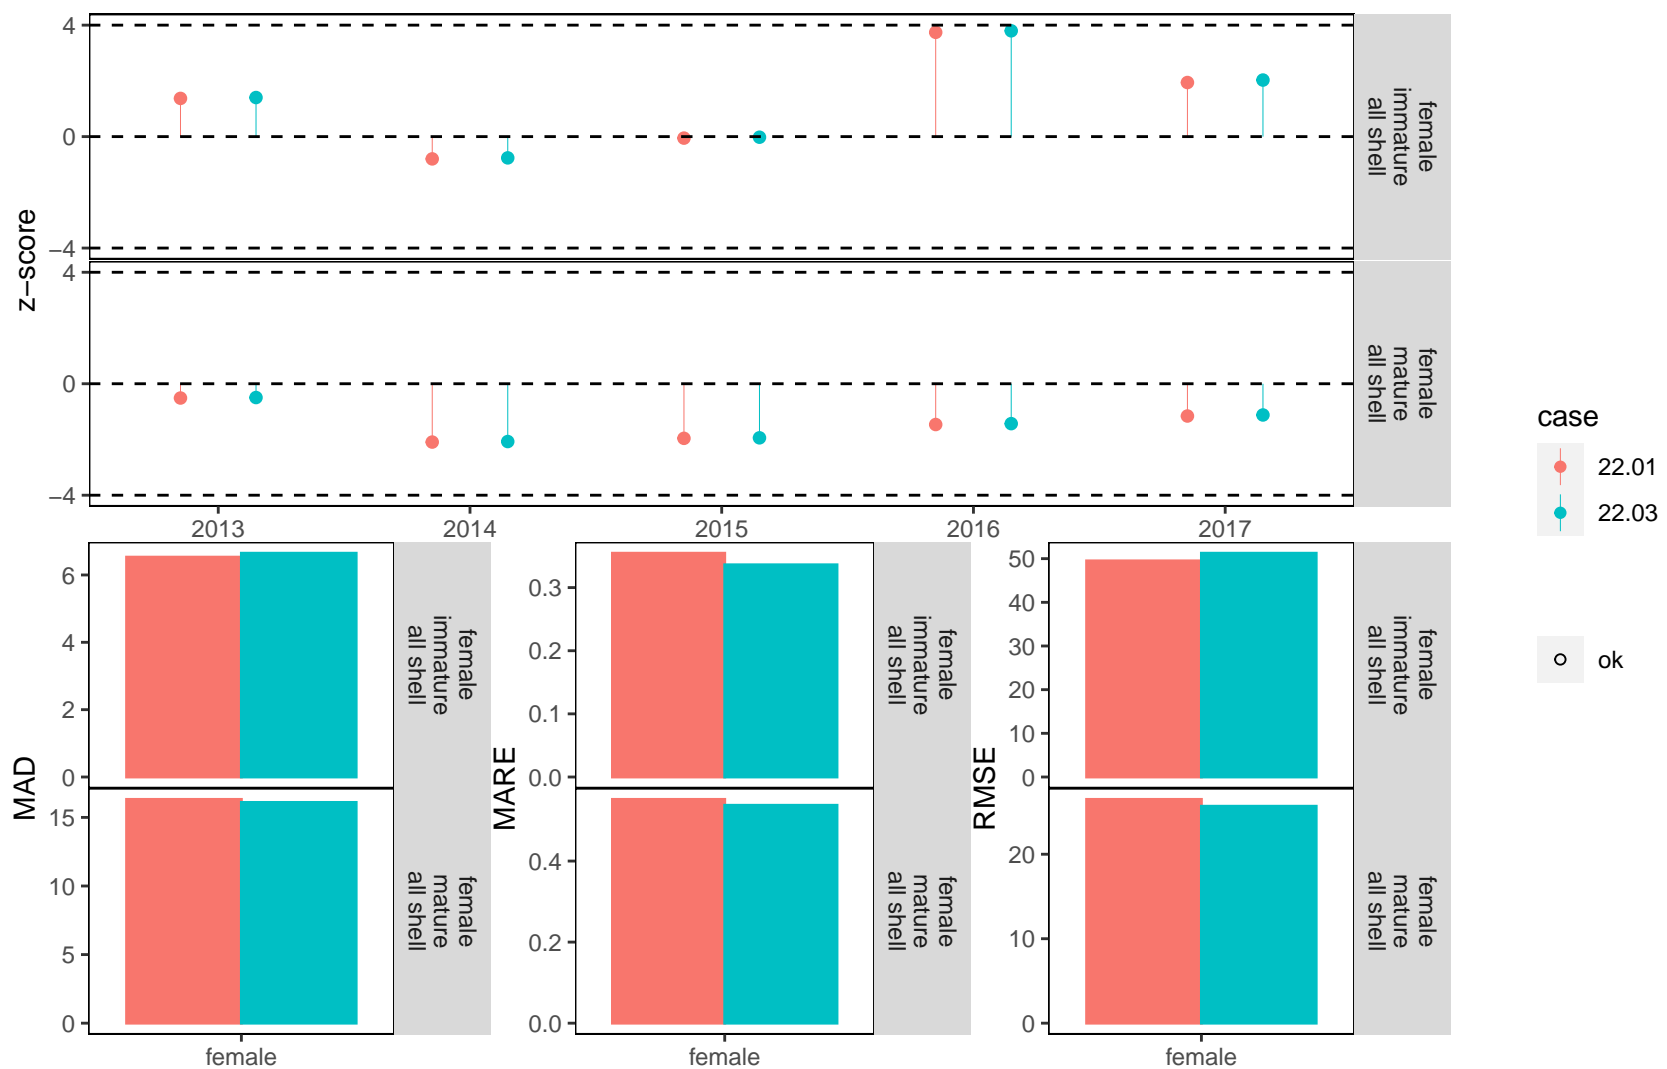 z−score
4
0
−4
female
immature
all shell
4
0
−4
female
mature
all shell
2013
2014
2015
2016
2017
MAD
6
4
2
0
female
immature
all shell
15
10
5
0
female
mature
all shell
female
MARE
0.3
0.2
0.1
0.0
female
immature
all shell
0.4
0.2
0.0
female
mature
all shell
female
RMSE
50
40
30
20
10
0
female
immature
all shell
20
10
0
female
mature
all shell
female
case
22.01
22.03
ok